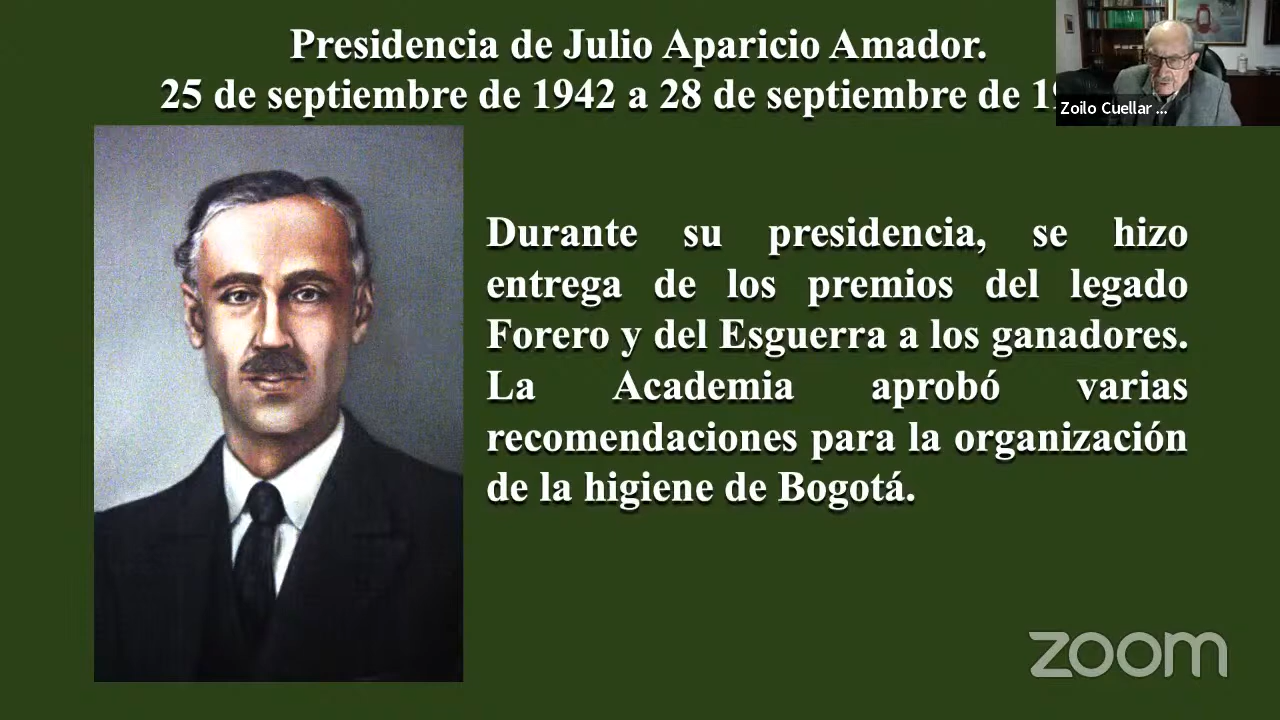 Presidencia de Julio Aparicio Amador.
25 de septiembre de 1942 a 28 de septiembre de
Zoilo Cuellar ...
Durante su presidencia, se hizo
entrega de los premios del legado
Forero y del Esguerra a los ganadores.
La Academia aprobó varias
recomendaciones para la organización
de la higiene de Bogotá.
zoom